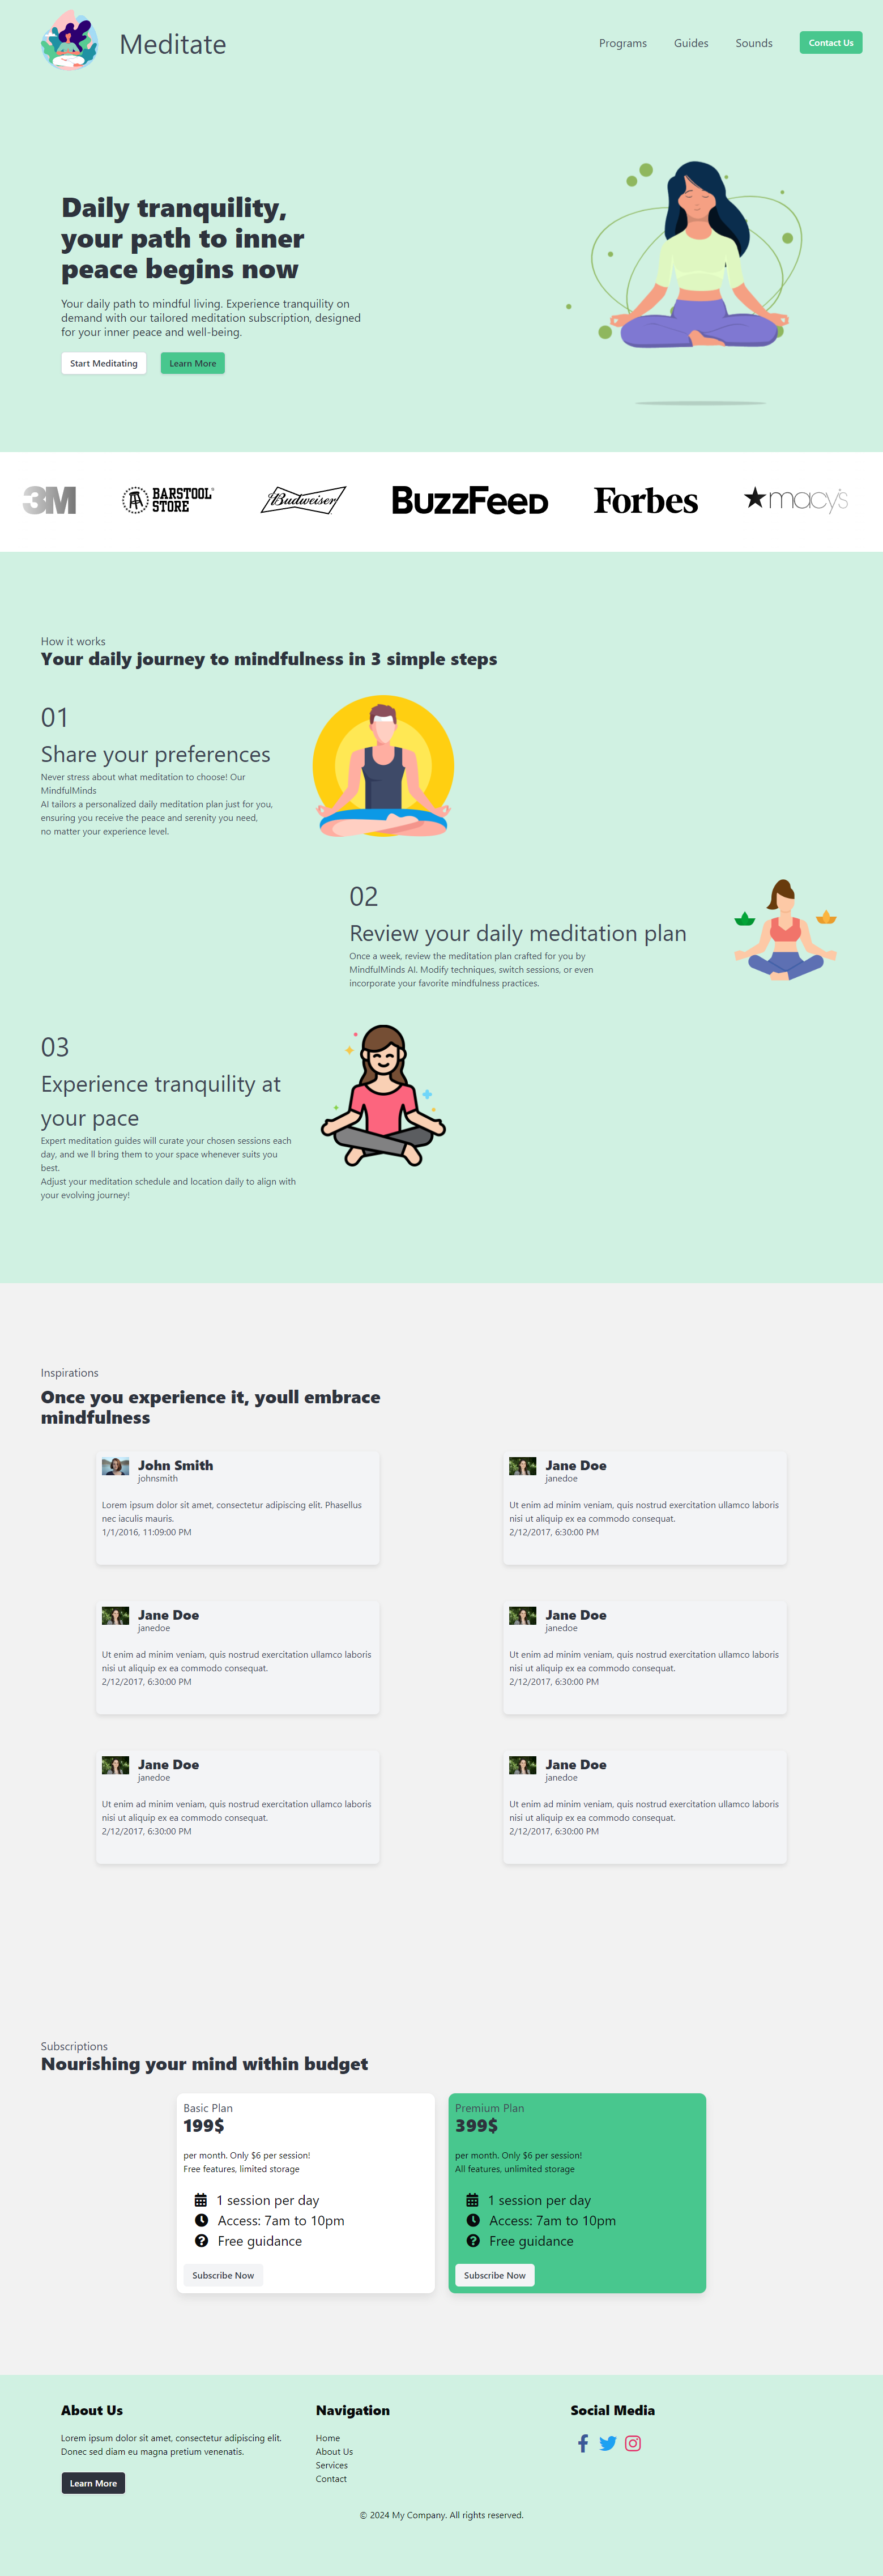 Meditate
Programs
Guides
Sounds
Contact Us
Daily tranquility,
your path to inner
peace begins now
Your daily path to mindful living. Experience tranquility on
demand with our tailored meditation subscription, designed
for your inner peace and well-being.
Start Meditating
Learn More
3M
BARSTOOL
STORE
Budweiser
BuzzFeed
Forbes
macy's
How it works
Your daily journey to mindfulness in 3 simple steps
01
Share your preferences
Never stress about what meditation to choose! Our
MindfulMinds
AI tailors a personalized daily meditation plan just for you,
ensuring you receive the peace and serenity you need,
no matter your experience level.
02
Review your daily meditation plan
Once a week, review the meditation plan crafted for you by
MindfulMinds AI. Modify techniques, switch sessions, or even
incorporate your favorite mindfulness practices.
03
Experience tranquility at
your pace
Expert meditation guides will curate your chosen sessions each
day, and we ll bring them to your space whenever suits you
best.
Adjust your meditation schedule and location daily to align with
your evolving journey!
Inspirations
Once you experience it, youll embrace
mindfulness
John Smith
johnsmith
Lorem ipsum dolor sit amet, consectetur adipiscing elit. Phasellus
nec iaculis mauris.
1/1/2016, 11:09:00 PM
Jane Doe
janedoe
Ut enim ad minim veniam, quis nostrud exercitation ullamco laboris
nisi ut aliquip ex ea commodo consequat.
2/12/2017, 6:30:00 PM
Jane Doe
janedoe
Ut enim ad minim veniam, quis nostrud exercitation ullamco laboris
nisi ut aliquip ex ea commodo consequat.
2/12/2017, 6:30:00 PM
Jane Doe
janedoe
Ut enim ad minim veniam, quis nostrud exercitation ullamco laboris
nisi ut aliquip ex ea commodo consequat.
2/12/2017, 6:30:00 PM
Jane Doe
janedoe
Ut enim ad minim veniam, quis nostrud exercitation ullamco laboris
nisi ut aliquip ex ea commodo consequat.
2/12/2017, 6:30:00 PM
Jane Doe
janedoe
Ut enim ad minim veniam, quis nostrud exercitation ullamco laboris
nisi ut aliquip ex ea commodo consequat.
2/12/2017, 6:30:00 PM
Subscriptions
Nourishing your mind within budget
Basic Plan
199$
per month. Only $6 per session!
Free features, limited storage
1 session per day
Access: 7am to 10pm
Free guidance
Subscribe Now
Premium Plan
399$
per month. Only $6 per session!
All features, unlimited storage
1 session per day
Access: 7am to 10pm
Free guidance
Subscribe Now
About Us
Lorem ipsum dolor sit amet, consectetur adipiscing elit.
Donec sed diam eu magna pretium venenatis.
Learn More
Navigation
Home
About Us
Services
Contact
Social Media
© 2024 My Company. All rights reserved.